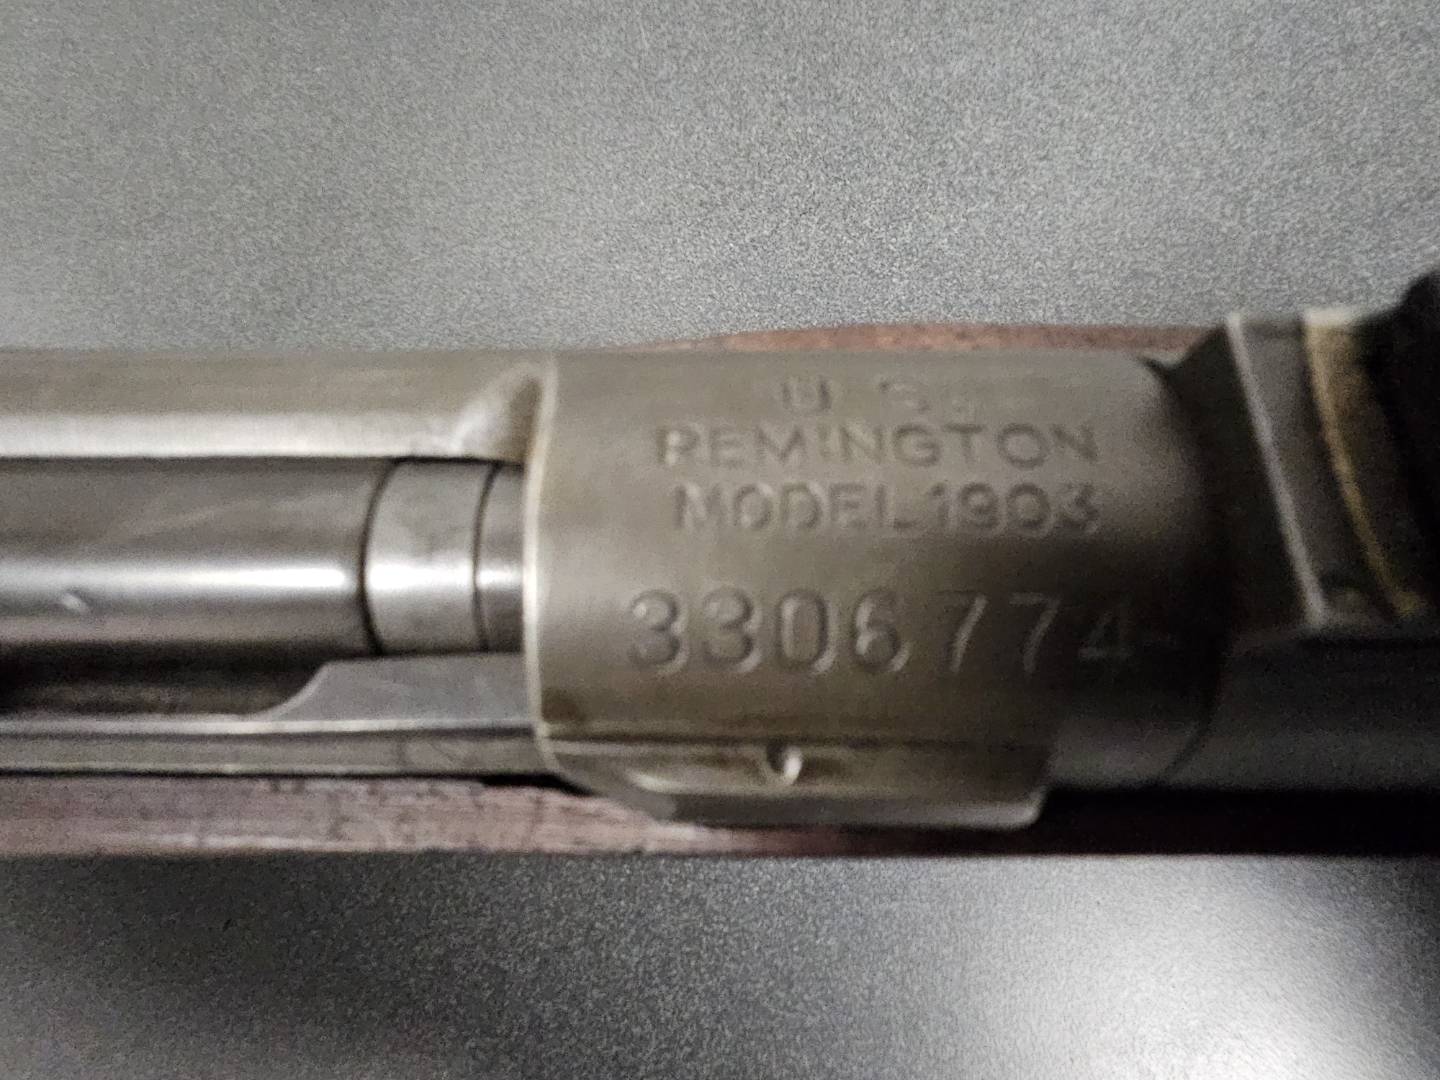 U.S.
REMINGTON
MODEL 1903
3306774